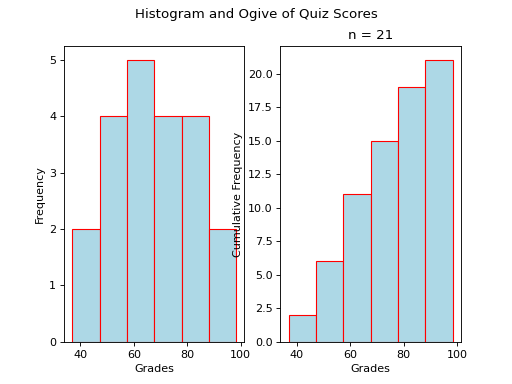 Histogram and Ogive of Quiz Scores
Frequency
5
4
3
2
1
0
40 60 80 100
Grades
n = 21
Cumulative Frequency
20.0
17.5
15.0
12.5
10.0
7.5
5.0
2.5
0.0
40 60 80 100
Grades